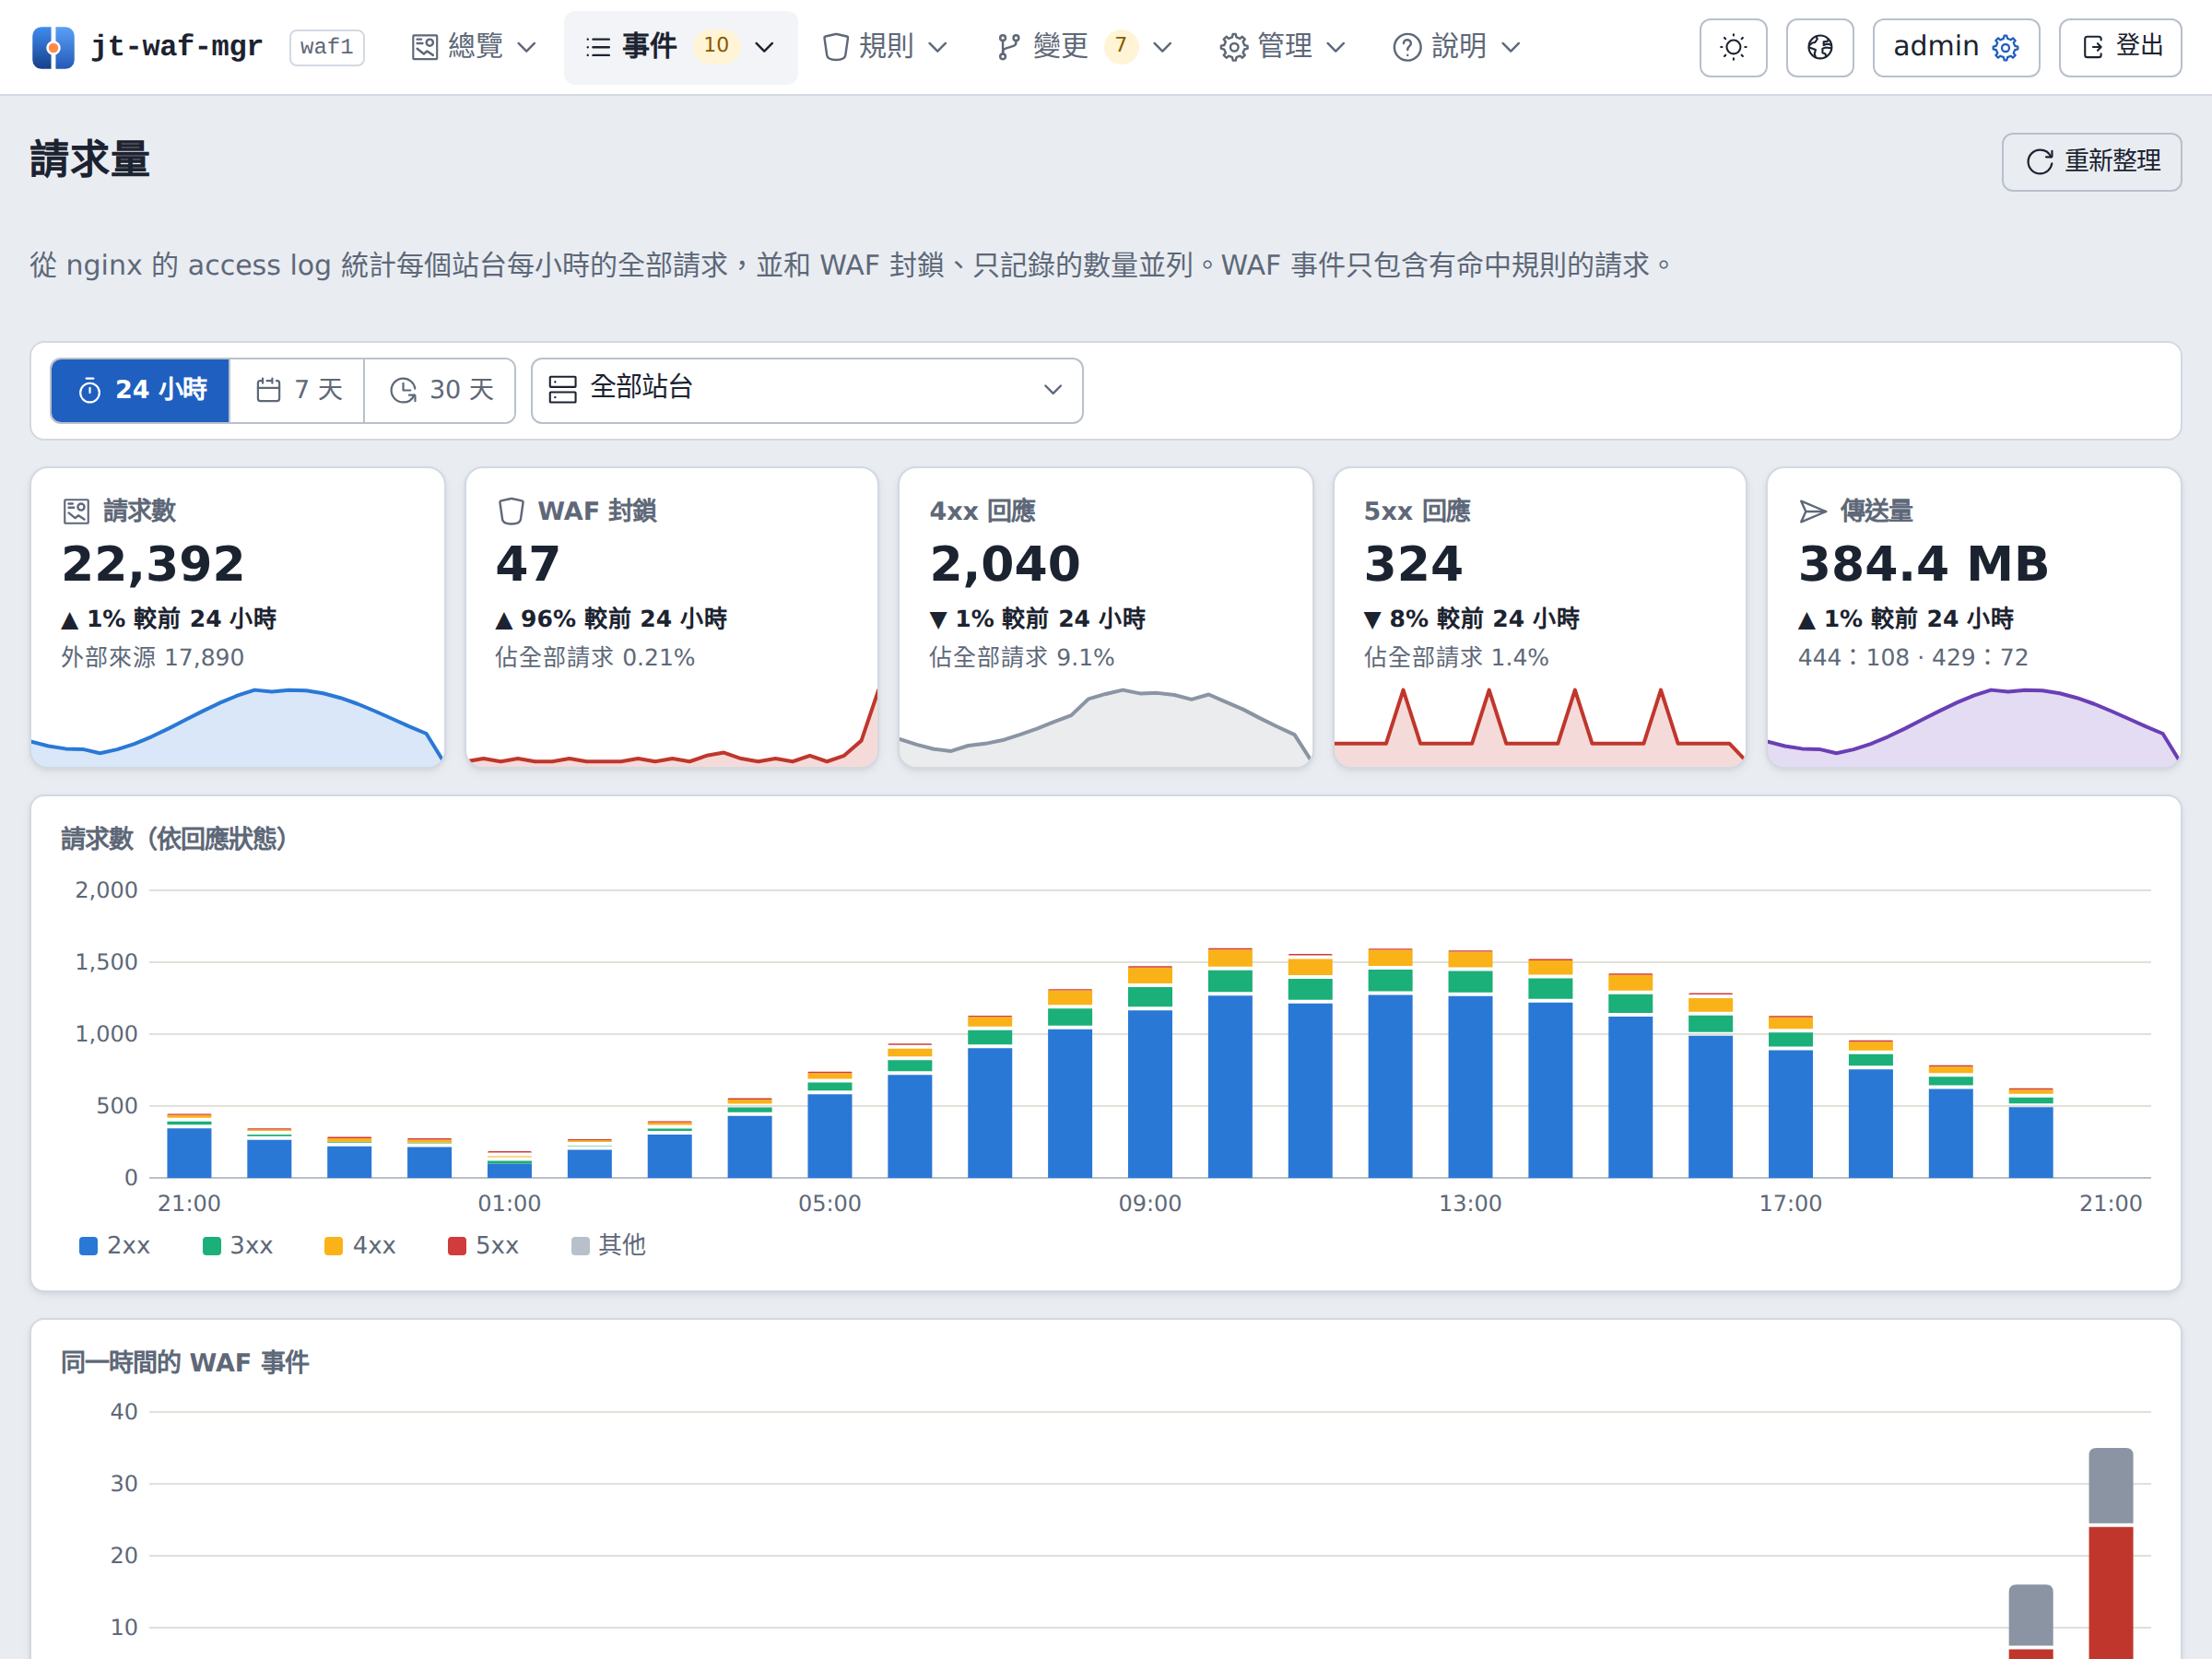 jt-waf-mgr waf1 總覽 事件 10 規則 變更 7 管理 說明 admin 登出
請求量 重新整理
從 nginx 的 access log 統計每個站台每小時的全部請求，並和 WAF 封鎖、只記錄的數量並列。WAF 事件只包含有命中規則的請求。
24 小時 7 天 30 天 全部站台
請求數 WAF 封鎖 4xx 回應 5xx 回應 傳送量
22,392 47 2,040 324 384.4 MB
▲ 1% 較前 24 小時 ▲ 96% 較前 24 小時 ▼ 1% 較前 24 小時 ▼ 8% 較前 24 小時 ▲ 1% 較前 24 小時
外部來源 17,890 佔全部請求 0.21% 佔全部請求 9.1% 佔全部請求 1.4% 444：108 · 429：72
請求數（依回應狀態）
2,000
1,500
1,000
500
0
21:00 01:00 05:00 09:00 13:00 17:00 21:00
2xx 3xx 4xx 5xx 其他
同一時間的 WAF 事件
40
30
20
10